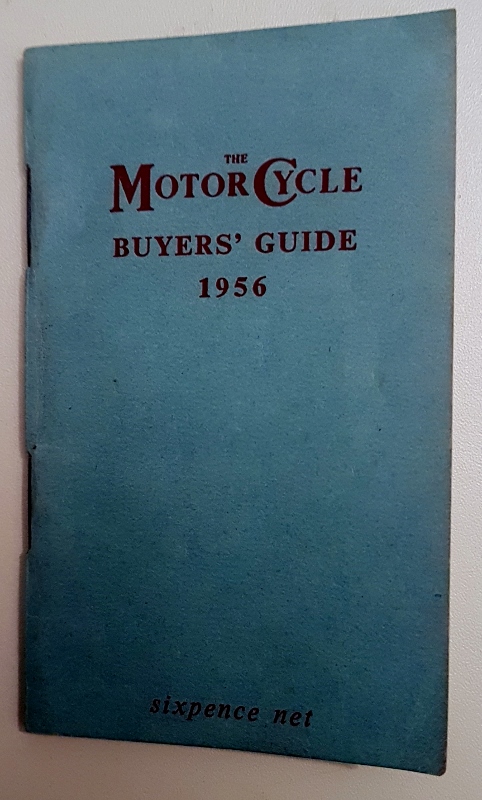 THE
MOTOR CYCLE
BUYERS' GUIDE
1956
sixpence net